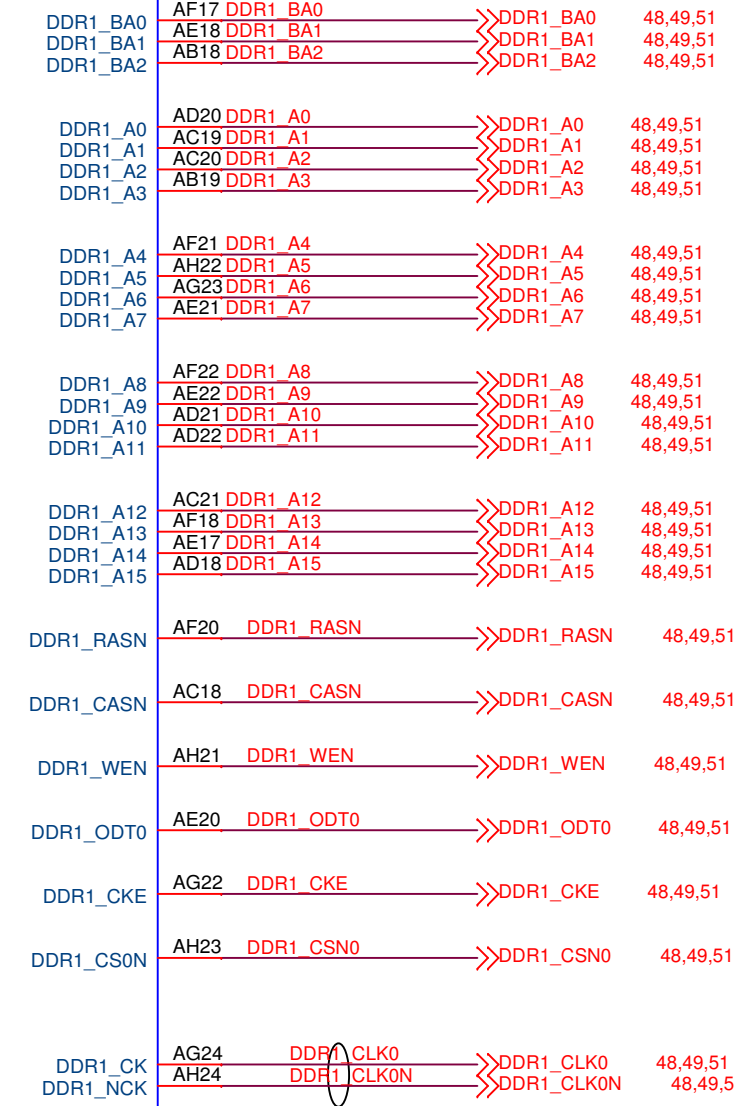 DDR1_BA0 AF17 DDR1_BA0 DDR1_BA0 48,49,51
DDR1_BA1 AE18 DDR1_BA1 DDR1_BA1 48,49,51
DDR1_BA2 AB18 DDR1_BA2 DDR1_BA2 48,49,51
DDR1_A0 AD20 DDR1_A0 DDR1_A0 48,49,51
DDR1_A1 AC19 DDR1_A1 DDR1_A1 48,49,51
DDR1_A2 AC20 DDR1_A2 DDR1_A2 48,49,51
DDR1_A3 AB19 DDR1_A3 DDR1_A3 48,49,51
DDR1_A4 AF21 DDR1_A4 DDR1_A4 48,49,51
DDR1_A5 AH22 DDR1_A5 DDR1_A5 48,49,51
DDR1_A6 AG23 DDR1_A6 DDR1_A6 48,49,51
DDR1_A7 AE21 DDR1_A7 DDR1_A7 48,49,51
DDR1_A8 AF22 DDR1_A8 DDR1_A8 48,49,51
DDR1_A9 AE22 DDR1_A9 DDR1_A9 48,49,51
DDR1_A10 AD21 DDR1_A10 DDR1_A10 48,49,51
DDR1_A11 AD22 DDR1_A11 DDR1_A11 48,49,51
DDR1_A12 AC21 DDR1_A12 DDR1_A12 48,49,51
DDR1_A13 AF18 DDR1_A13 DDR1_A13 48,49,51
DDR1_A14 AE17 DDR1_A14 DDR1_A14 48,49,51
DDR1_A15 AD18 DDR1_A15 DDR1_A15 48,49,51
DDR1_RASN AF20 DDR1_RASN DDR1_RASN 48,49,51
DDR1_CASN AC18 DDR1_CASN DDR1_CASN 48,49,51
DDR1_WEN AH21 DDR1_WEN DDR1_WEN 48,49,51
DDR1_ODT0 AE20 DDR1_ODT0 DDR1_ODT0 48,49,51
DDR1_CKE AG22 DDR1_CKE DDR1_CKE 48,49,51
DDR1_CS0N AH23 DDR1_CSN0 DDR1_CSN0 48,49,51
DDR1_CK AG24 DDR1_CLK0 DDR1_CLK0 48,49,51
DDR1_NCK AH24 DDR1_CLK0N DDR1_CLK0N 48,49,5